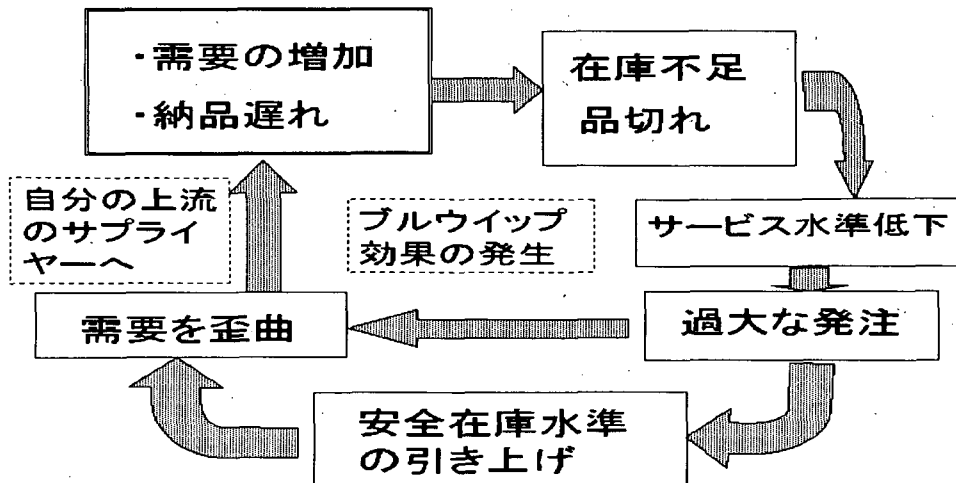 ・需要の増加
・納品遅れ
在庫不足
品切れ
自分の上流
のサプライ
ヤーへ
ブルウイップ
効果の発生
サービス水準低下
需要を歪曲
過大な発注
安全在庫水準
の引き上げ